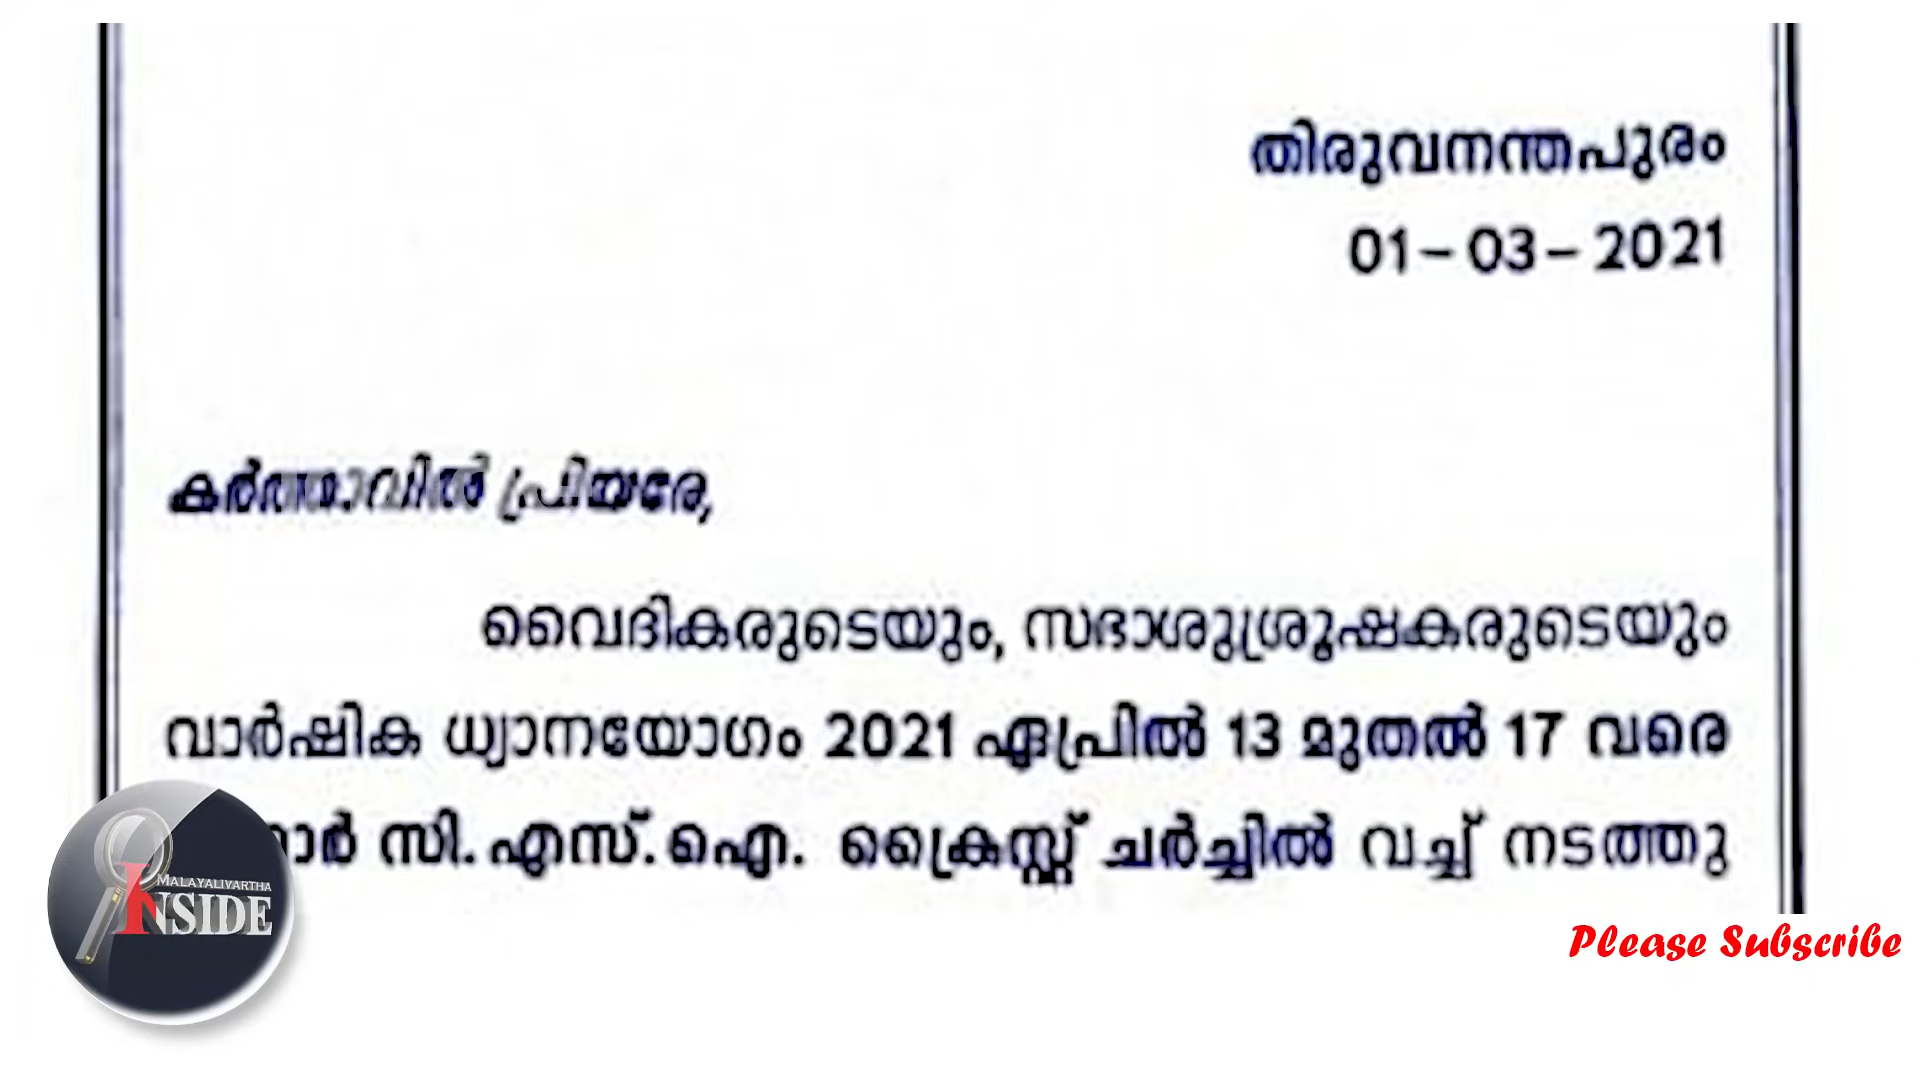 തിരുവനന്തപുരം
01 – 03 – 2021
കർത്താവിൽ പ്രിയരേ,
വൈദികരുടെയും, സഭാശുശ്രൂഷകരുടെയും
വാർഷിക ധ്യാനയോഗം 2021 ഏപ്രിൽ 13 മുതൽ 17 വരെ
സി.എസ്.ഐ. ക്രൈസ്റ്റ് ചർച്ചിൽ വച്ച് നടത്തു
MALAYALIVARTHA
INSIDE
Please Subscribe